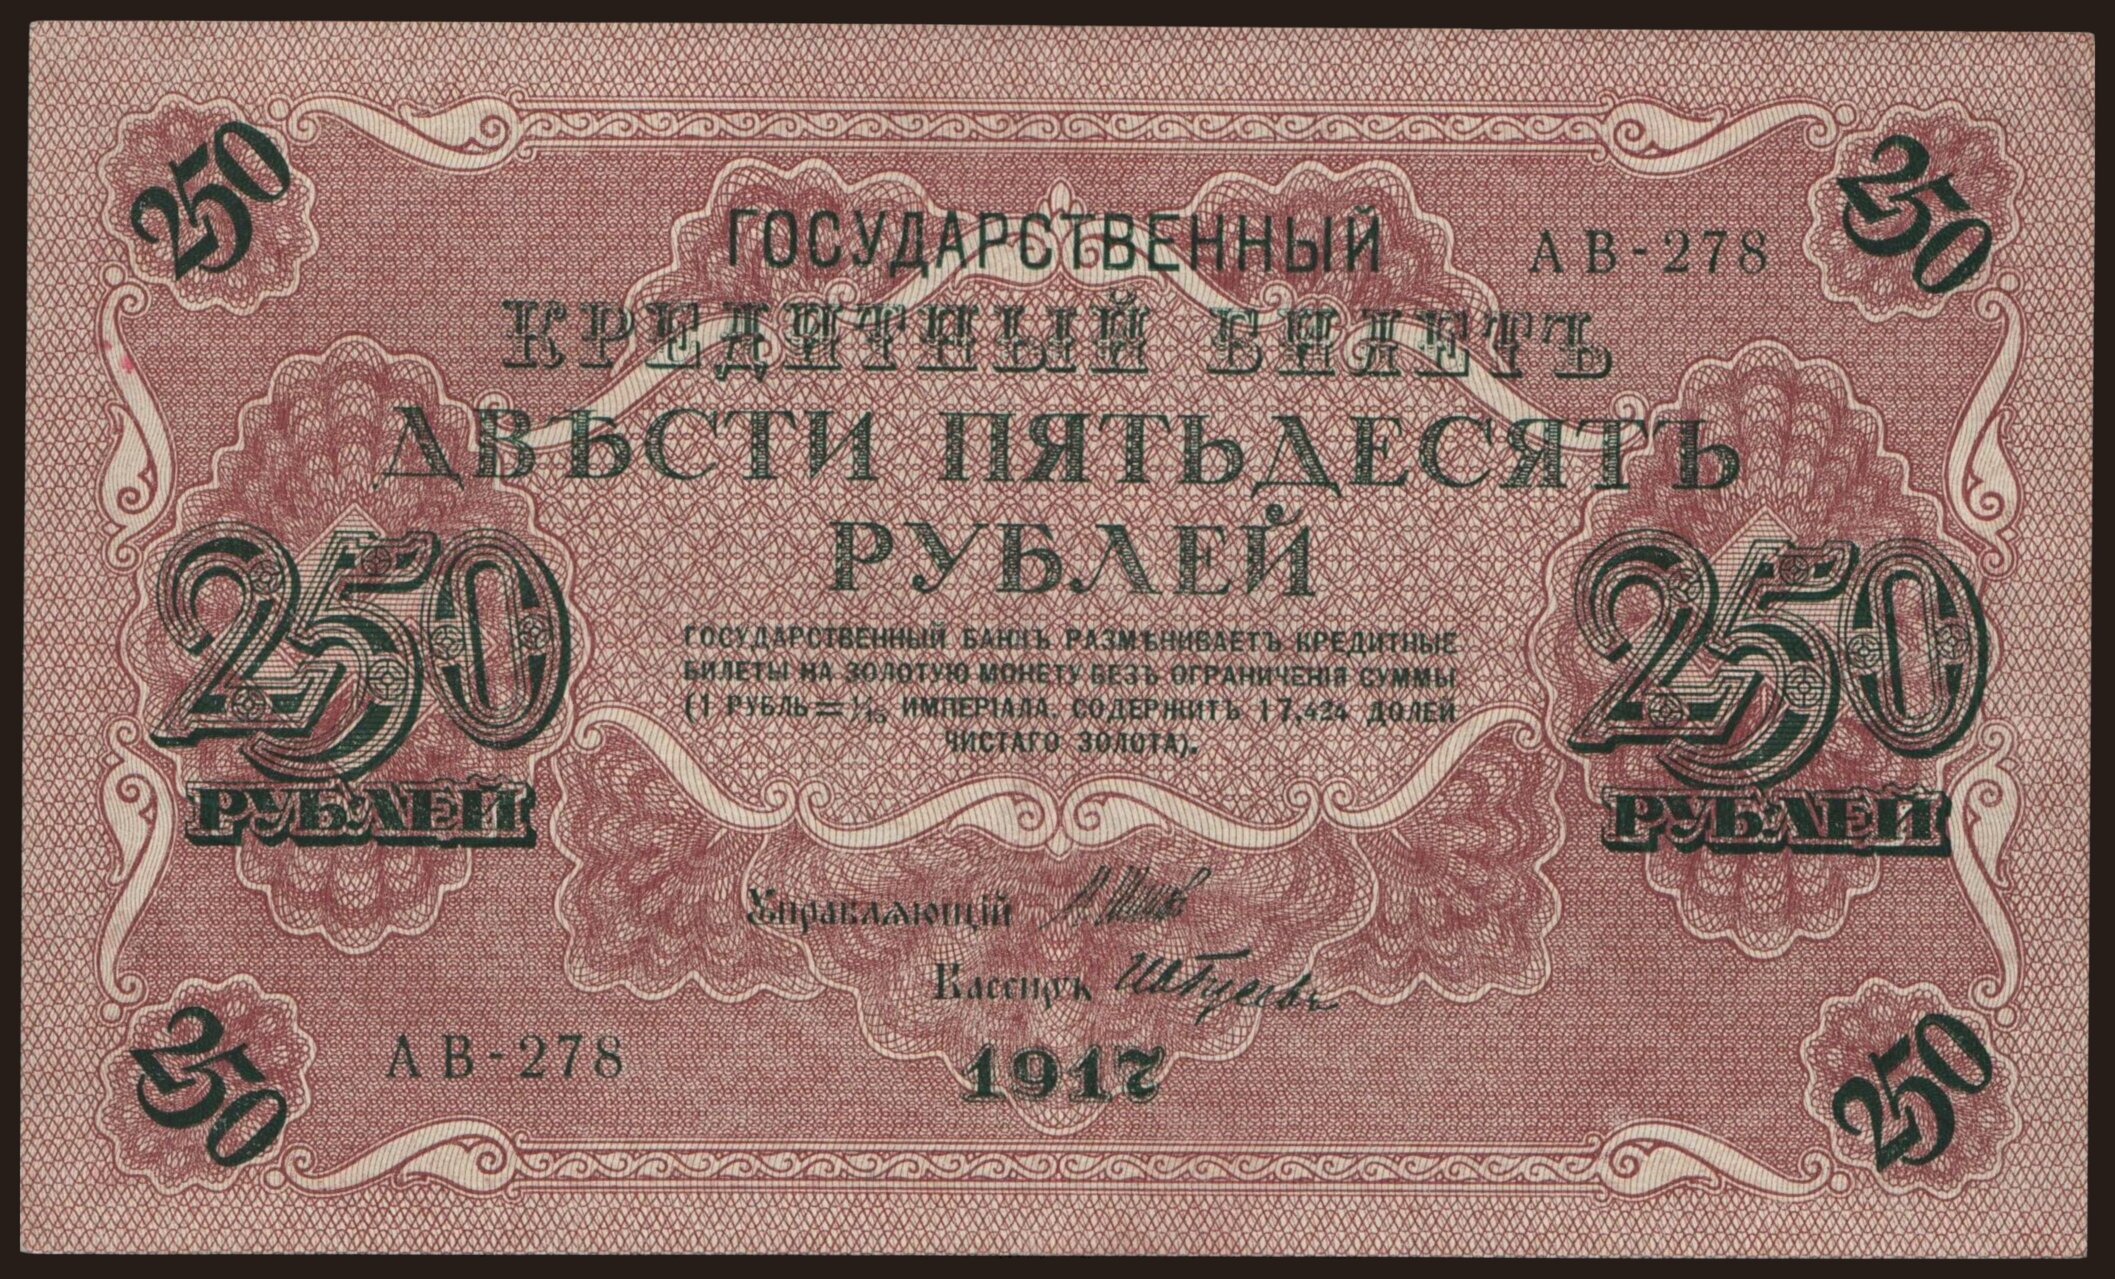 250
250
ГОСУДАРСТВЕННЫЙ
АВ-278
КРЕДИТНЫЙ БИЛЕТЪ
ДВѢСТИ ПЯТЬДЕСЯТЪ
РУБЛЕЙ
250
РУБЛЕЙ
250
РУБЛЕЙ
ГОСУДАРСТВЕННЫЙ БАНКЪ РАЗМѢНИВАЕТЪ КРЕДИТНЫЕ
БИЛЕТЫ НА ЗОЛОТУЮ МОНЕТУ БЕЗЪ ОГРАНИЧЕНІЯ СУММЫ
(1 РУБЛЬ = 1/15 ИМПЕРІАЛА, СОДЕРЖИТЪ 17,424 ДОЛЕЙ
ЧИСТАГО ЗОЛОТА).
Управляющій
Кассиръ
АВ-278
1917
250
250